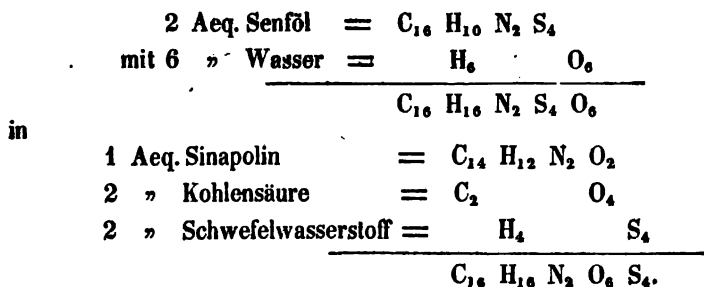 2 Aeq. Senföl = C₁₆ H₁₀ N₂ S₄
mit 6 „ Wasser = H₆ O₆
C₁₆ H₁₆ N₂ S₄ O₆
in
1 Aeq. Sinapolin = C₁₄ H₁₂ N₂ O₂
2 „ Kohlensäure = C₂ O₄
2 „ Schwefelwasserstoff = H₄ S₄
C₁₆ H₁₆ N₂ O₆ S₄.